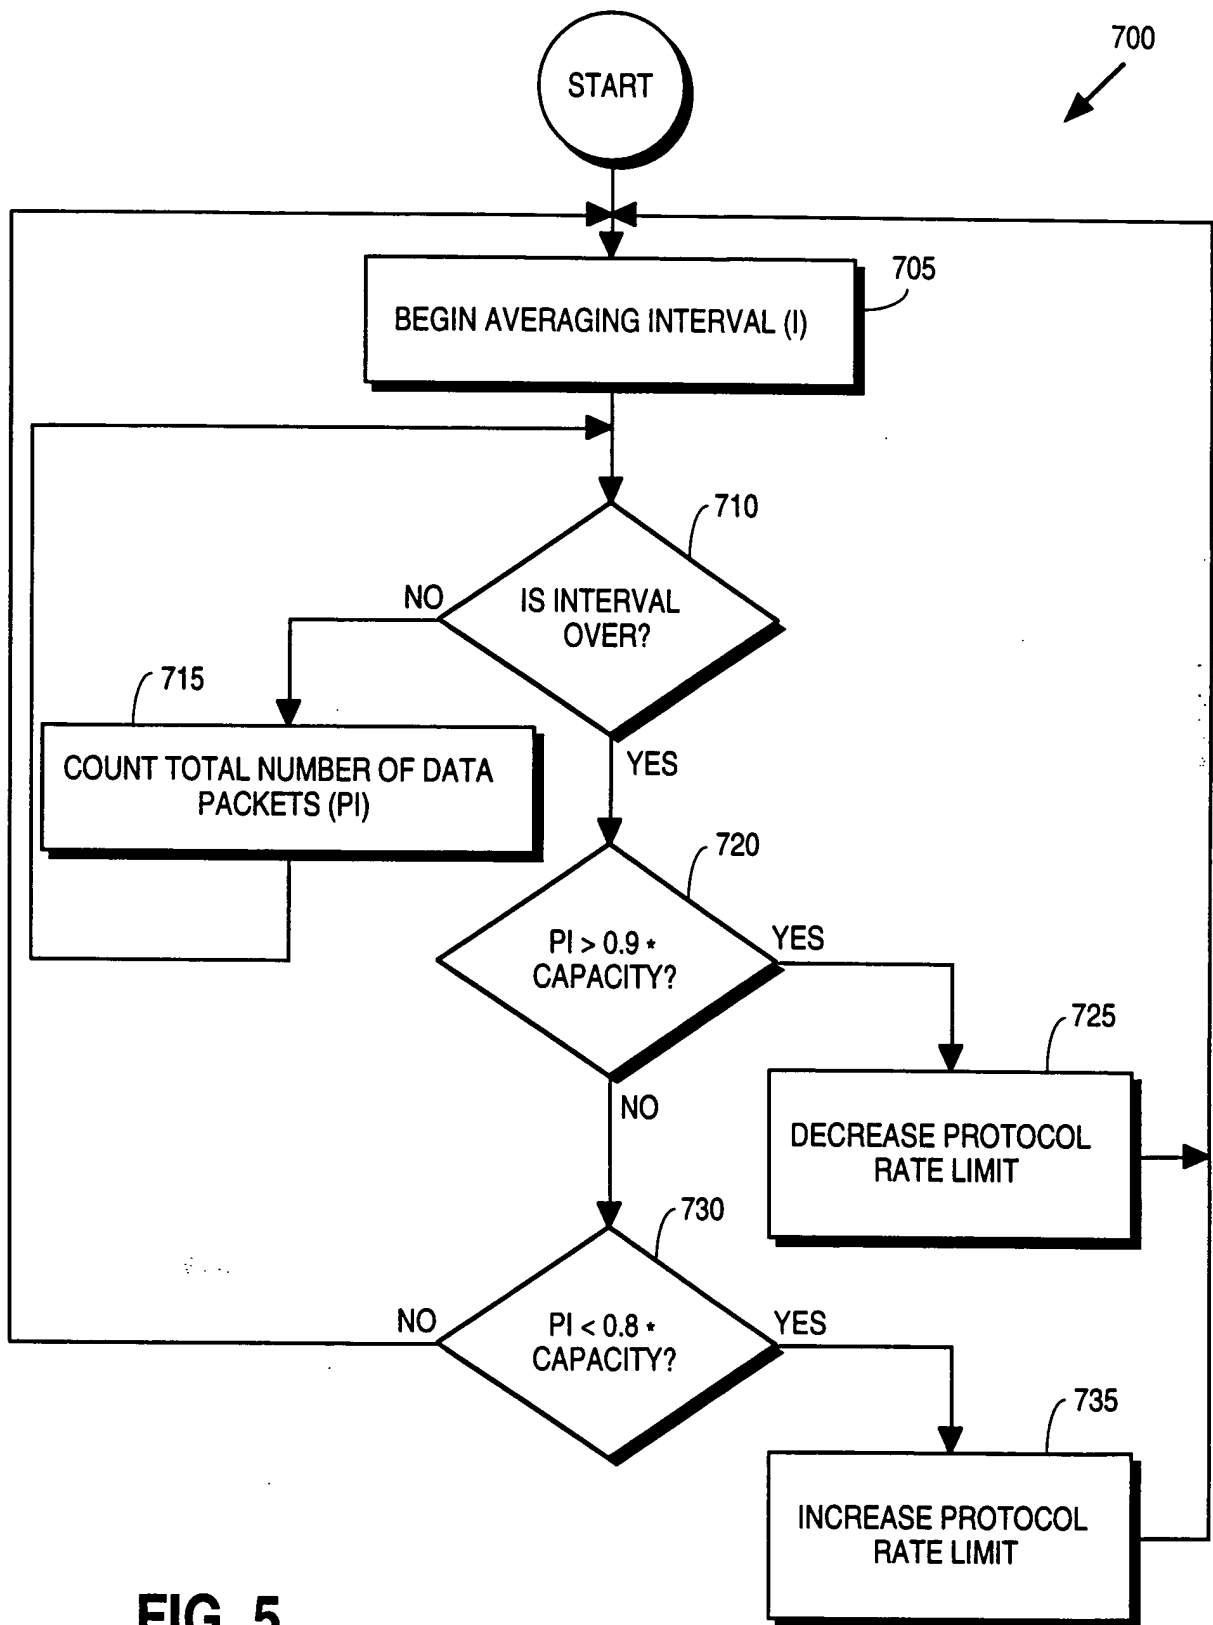 START
700
BEGIN AVERAGING INTERVAL (I)
705
710
NO
IS INTERVAL
OVER?
715
YES
COUNT TOTAL NUMBER OF DATA
PACKETS (PI)
720
PI > 0.9 *
CAPACITY?
YES
725
NO
DECREASE PROTOCOL
RATE LIMIT
730
NO
PI < 0.8 *
CAPACITY?
YES
735
INCREASE PROTOCOL
RATE LIMIT
FIG. 5